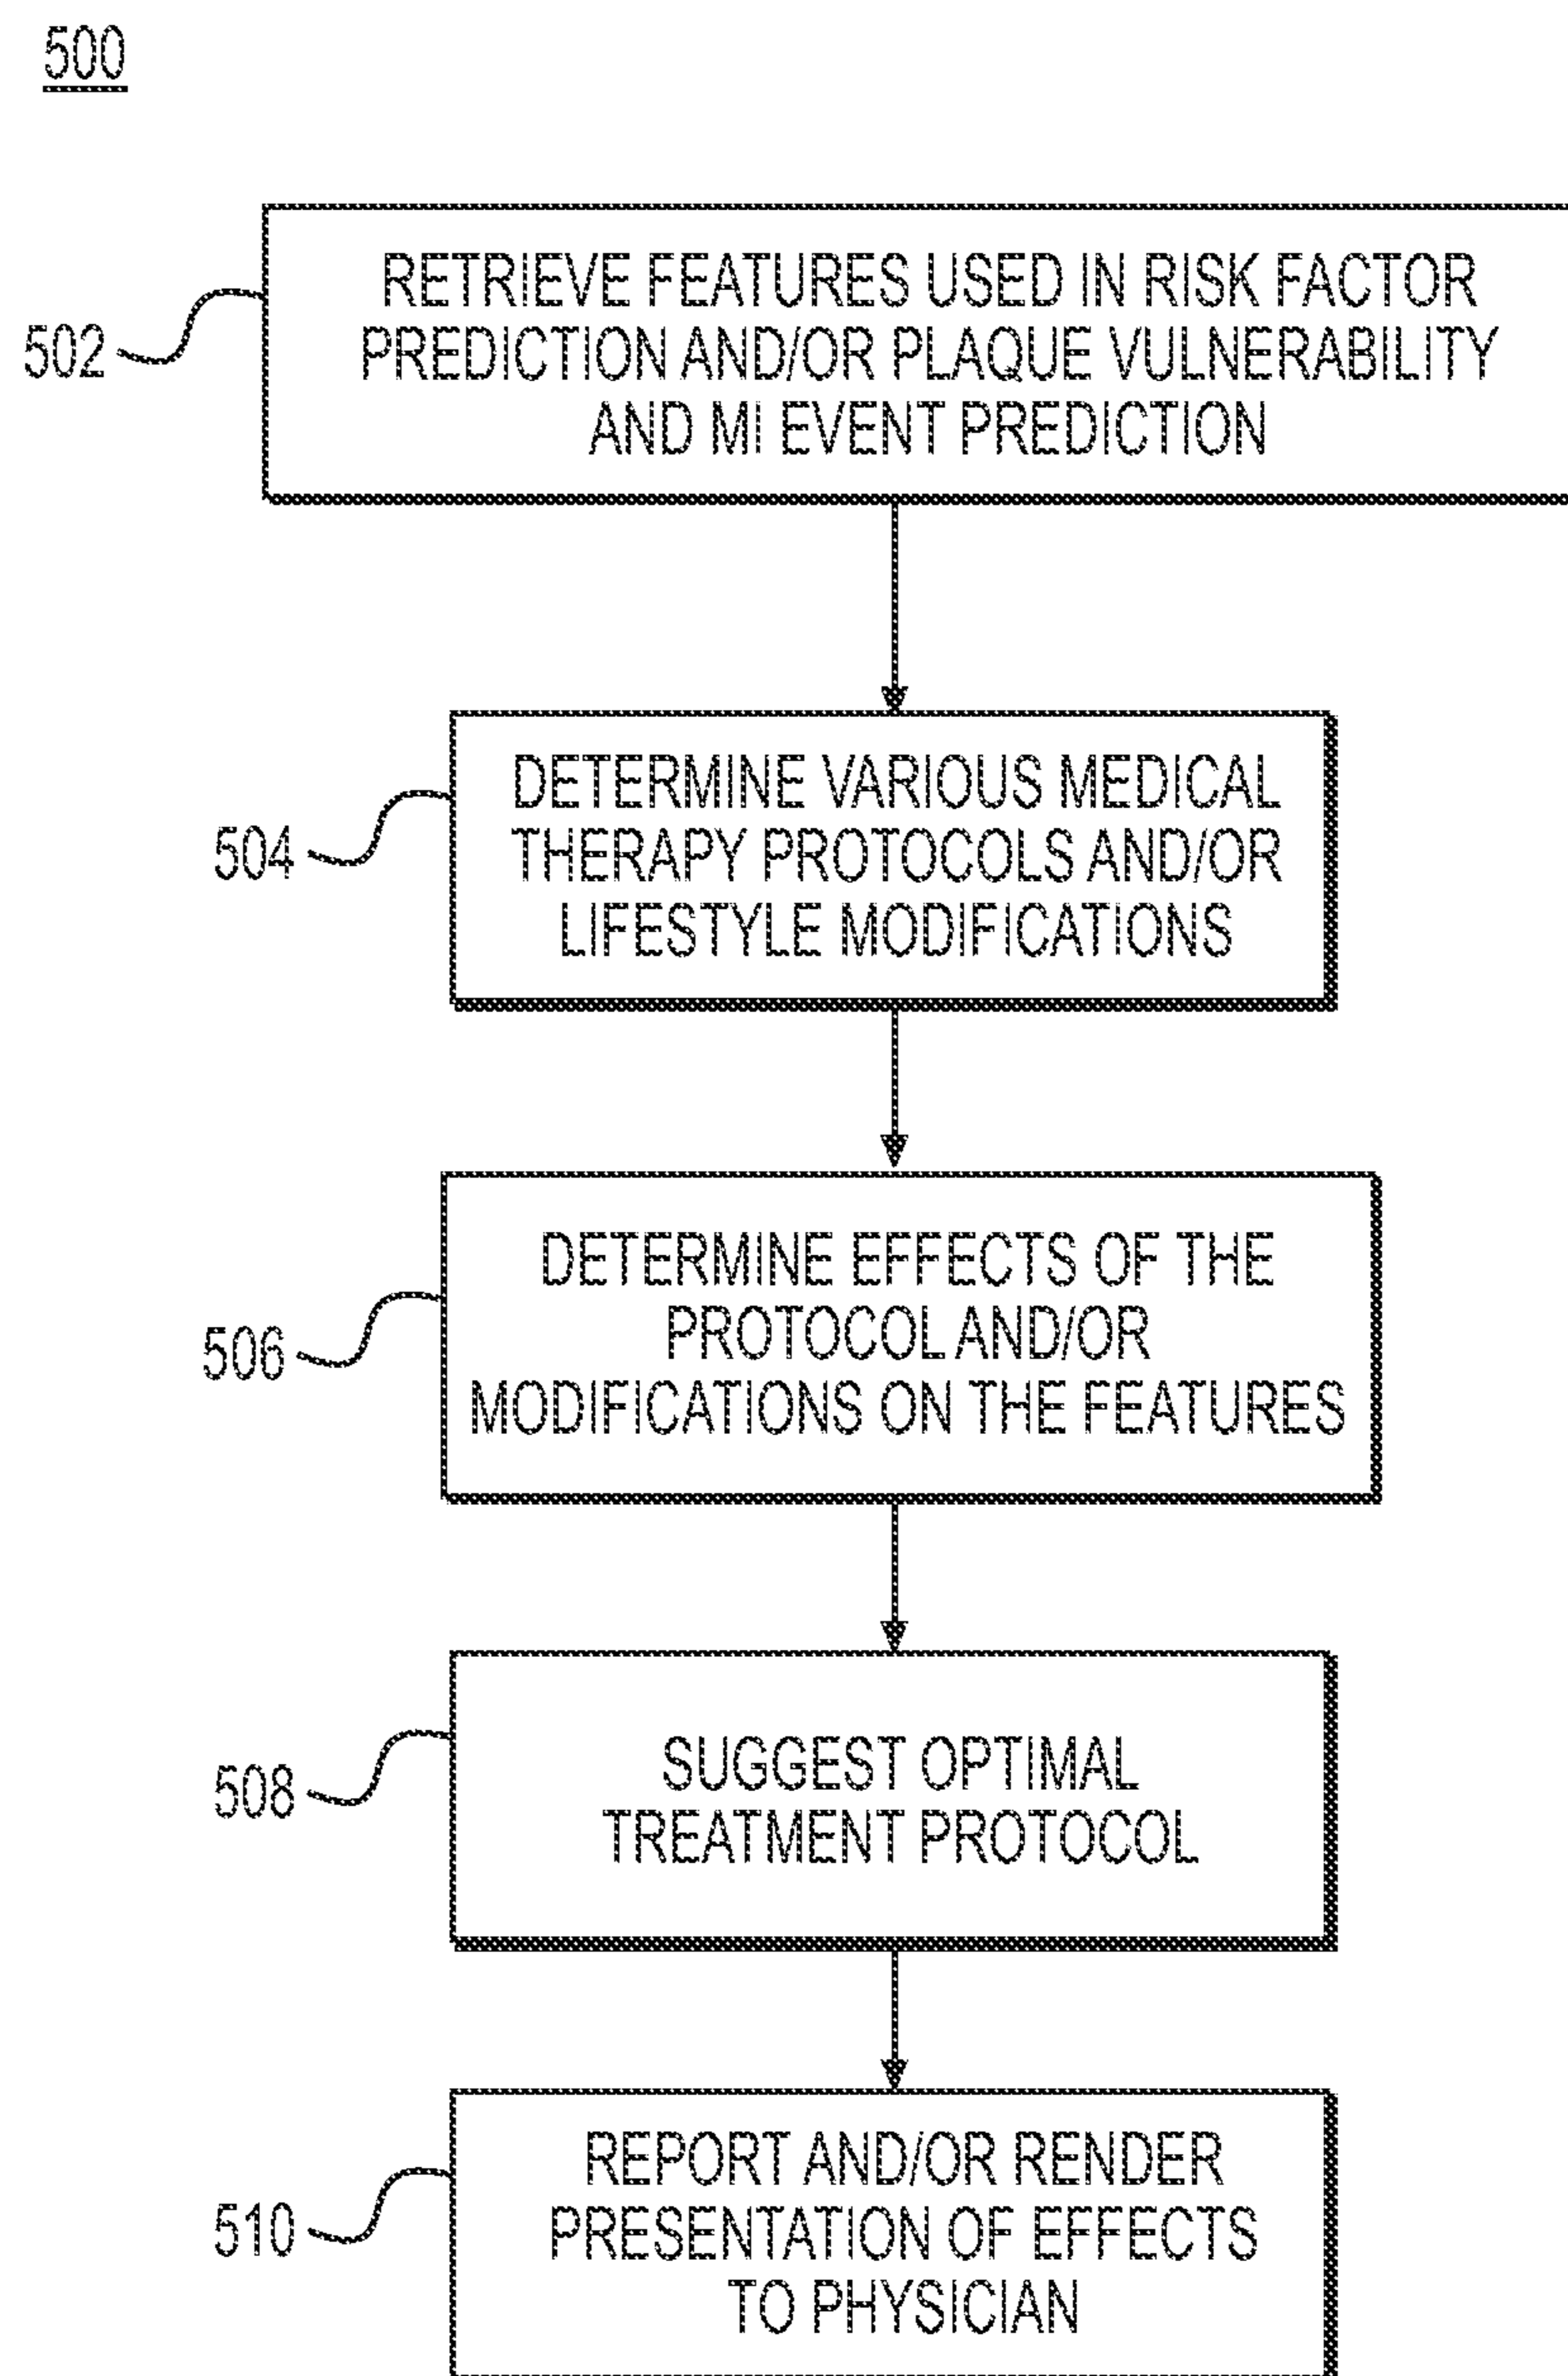 500
502
RETRIEVE FEATURES USED IN RISK FACTOR
PREDICTION AND/OR PLAQUE VULNERABILITY
AND MI EVENT PREDICTION
504
DETERMINE VARIOUS MEDICAL
THERAPY PROTOCOLS AND/OR
LIFESTYLE MODIFICATIONS
506
DETERMINE EFFECTS OF THE
PROTOCOL AND/OR
MODIFICATIONS ON THE FEATURES
508
SUGGEST OPTIMAL
TREATMENT PROTOCOL
510
REPORT AND/OR RENDER
PRESENTATION OF EFFECTS
TO PHYSICIAN